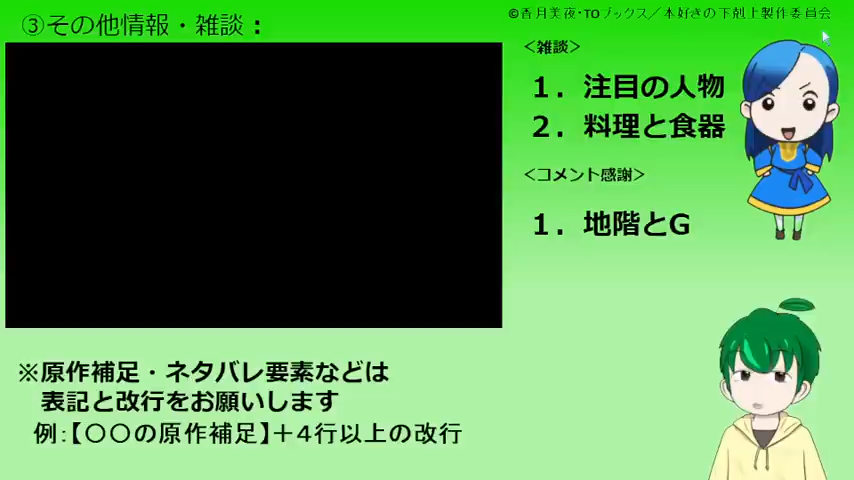 ©香月美夜・TOブックス／本好きの下剋上製作委員会
③その他情報・雑談：
＜雑談＞
１．注目の人物
２．料理と食器
＜コメント感謝＞
１．地階とG
※原作補足・ネタバレ要素などは
表記と改行をお願いします
例：【〇〇の原作補足】＋４行以上の改行